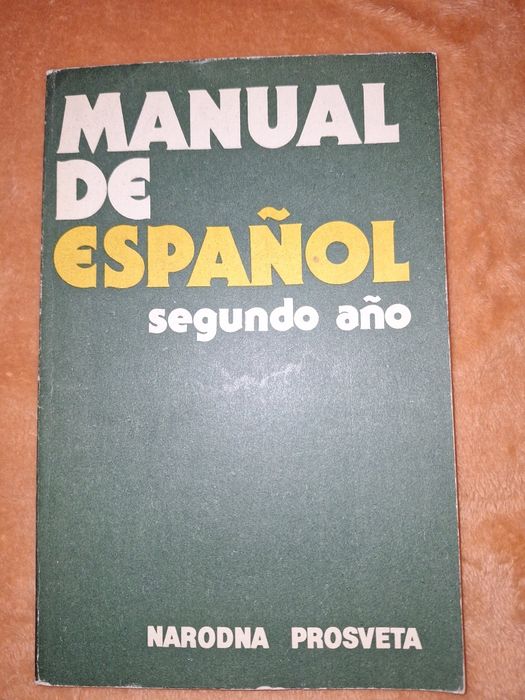 MANUAL
DE
ESPAÑOL
segundo año
NARODNA PROSVETA